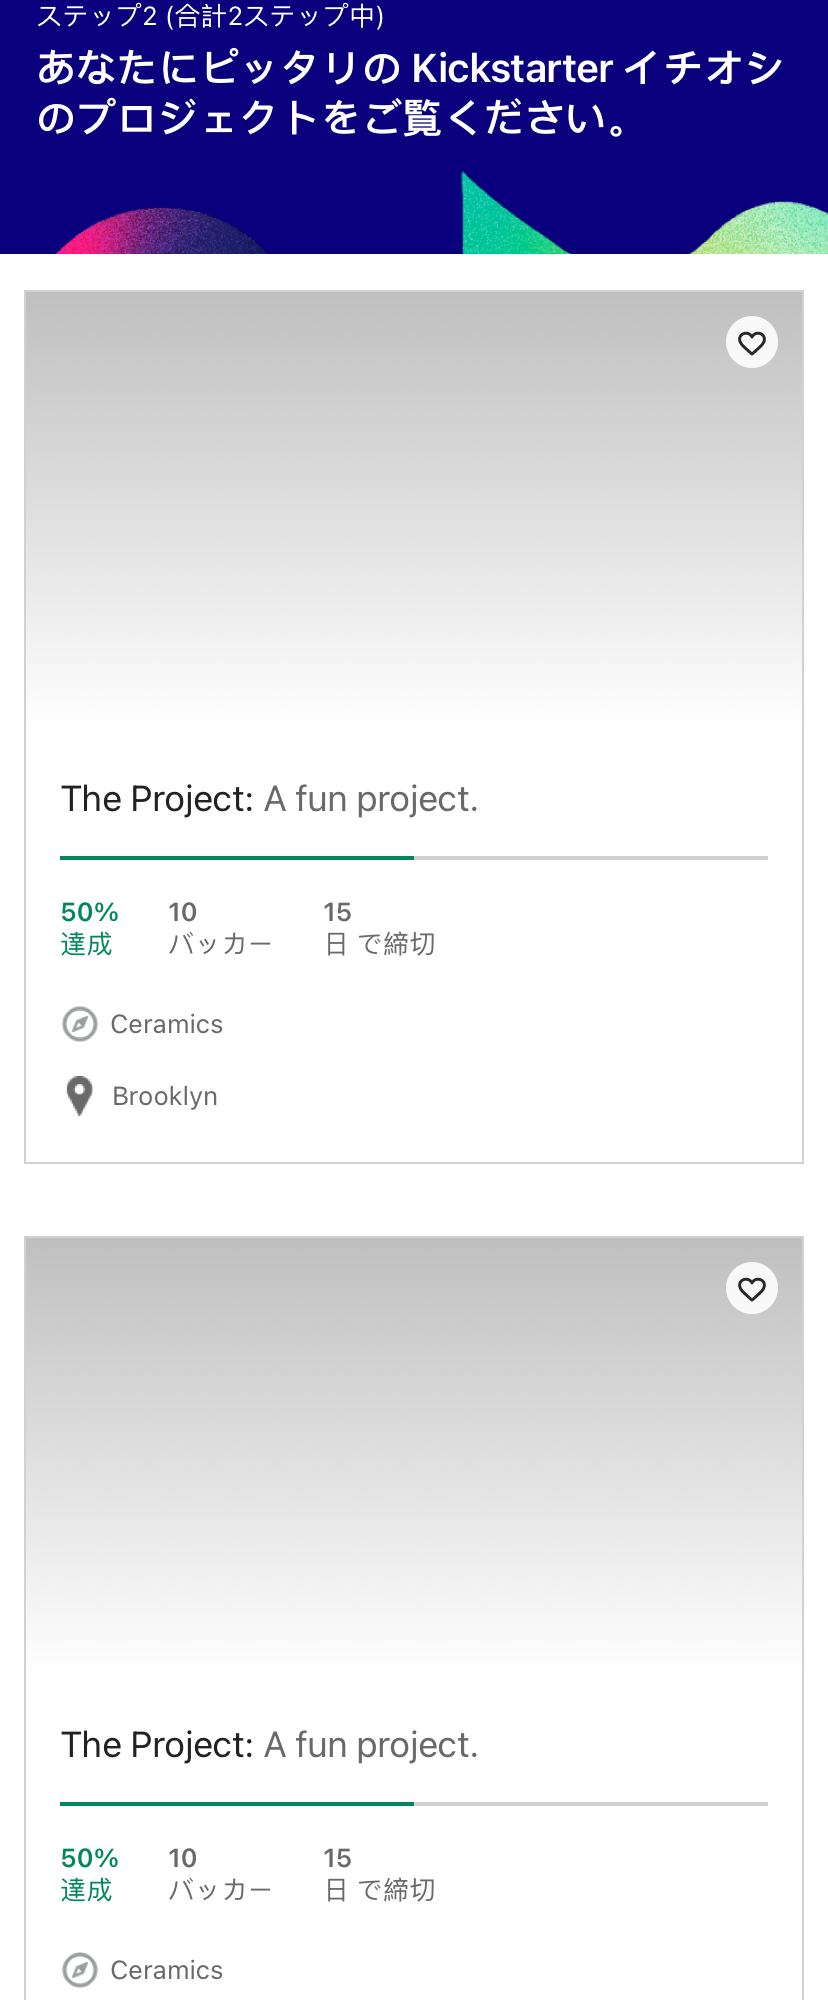 ステップ2 (合計2ステップ中)
あなたにピッタリの Kickstarter イチオシ
のプロジェクトをご覧ください。
The Project: A fun project.
50% 10 15
達成 バッカー 日 で締切
Ceramics
Brooklyn
The Project: A fun project.
50% 10 15
達成 バッカー 日 で締切
Ceramics